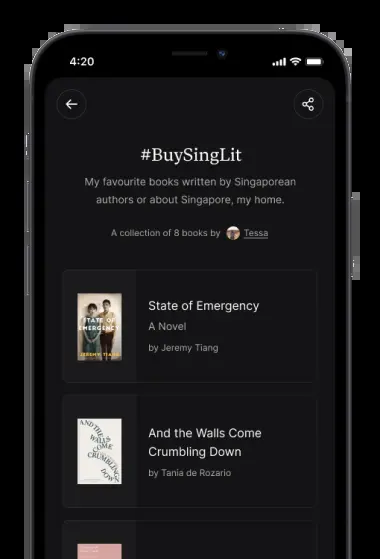 4:20
#BuySingLit
My favourite books written by Singaporean
authors or about Singapore, my home.
A collection of 8 books by Tessa
STATE OF
EMERGENCY
JEREMY TIANG
State of Emergency
A Novel
by Jeremy Tiang
AND THE
WALLS
COME
CRUMBLING
DOWN
And the Walls Come
Crumbling Down
by Tania de Rozario